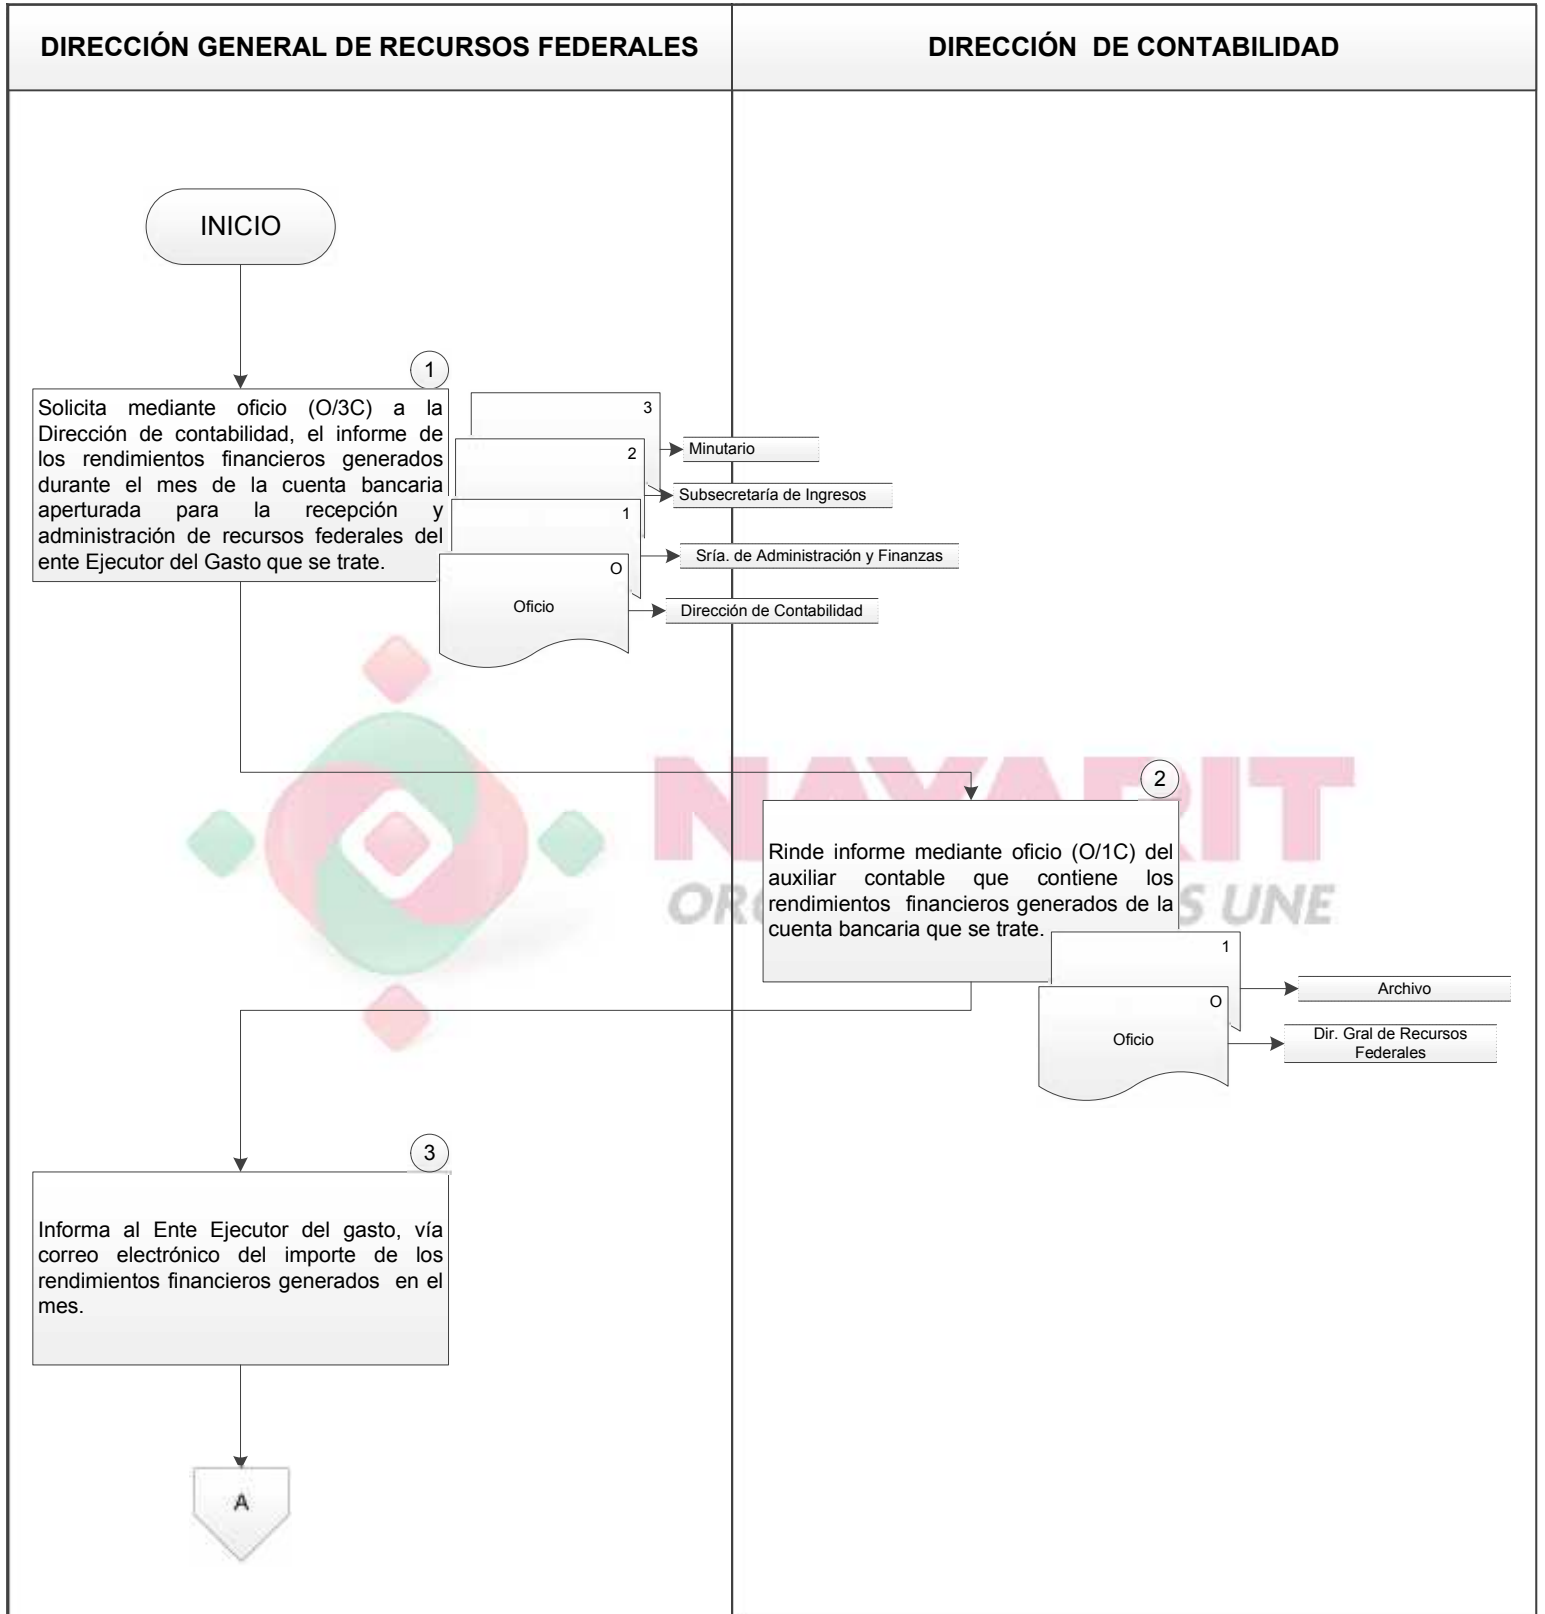 DIRECCIÓN GENERAL DE RECURSOS FEDERALES
DIRECCIÓN DE CONTABILIDAD
INICIO
1
Solicita mediante oficio (O/3C) a la
Dirección de contabilidad, el informe de
los rendimientos financieros generados
durante el mes de la cuenta bancaria
aperturada para la recepción y
administración de recursos federales del
ente Ejecutor del Gasto que se trate.
3
Minutario
2
Subsecretaría de Ingresos
1
Sría. de Administración y Finanzas
O
Oficio
Dirección de Contabilidad
NAYARIT
2
Rinde informe mediante oficio (O/1C) del
auxiliar contable que contiene los
rendimientos financieros generados de la
cuenta bancaria que se trate.
UNE
1
Archivo
O
Oficio
Dir. Gral de Recursos
Federales
3
Informa al Ente Ejecutor del gasto, vía
correo electrónico del importe de los
rendimientos financieros generados en el
mes.
A